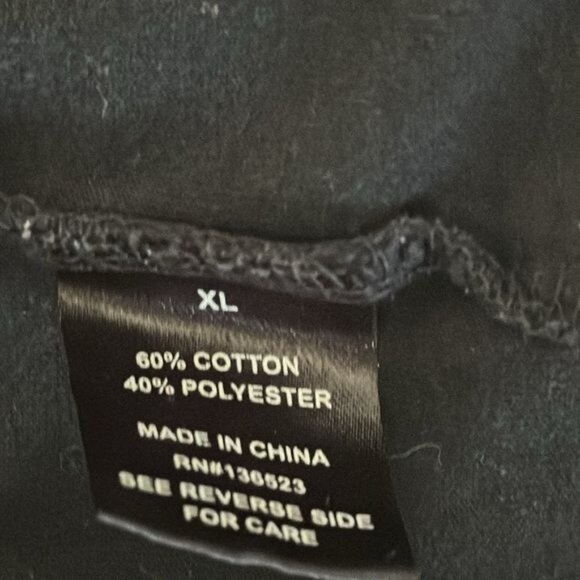 XL
60% COTTON
40% POLYESTER
MADE IN CHINA
RN#136523
SEE REVERSE SIDE
FOR CARE